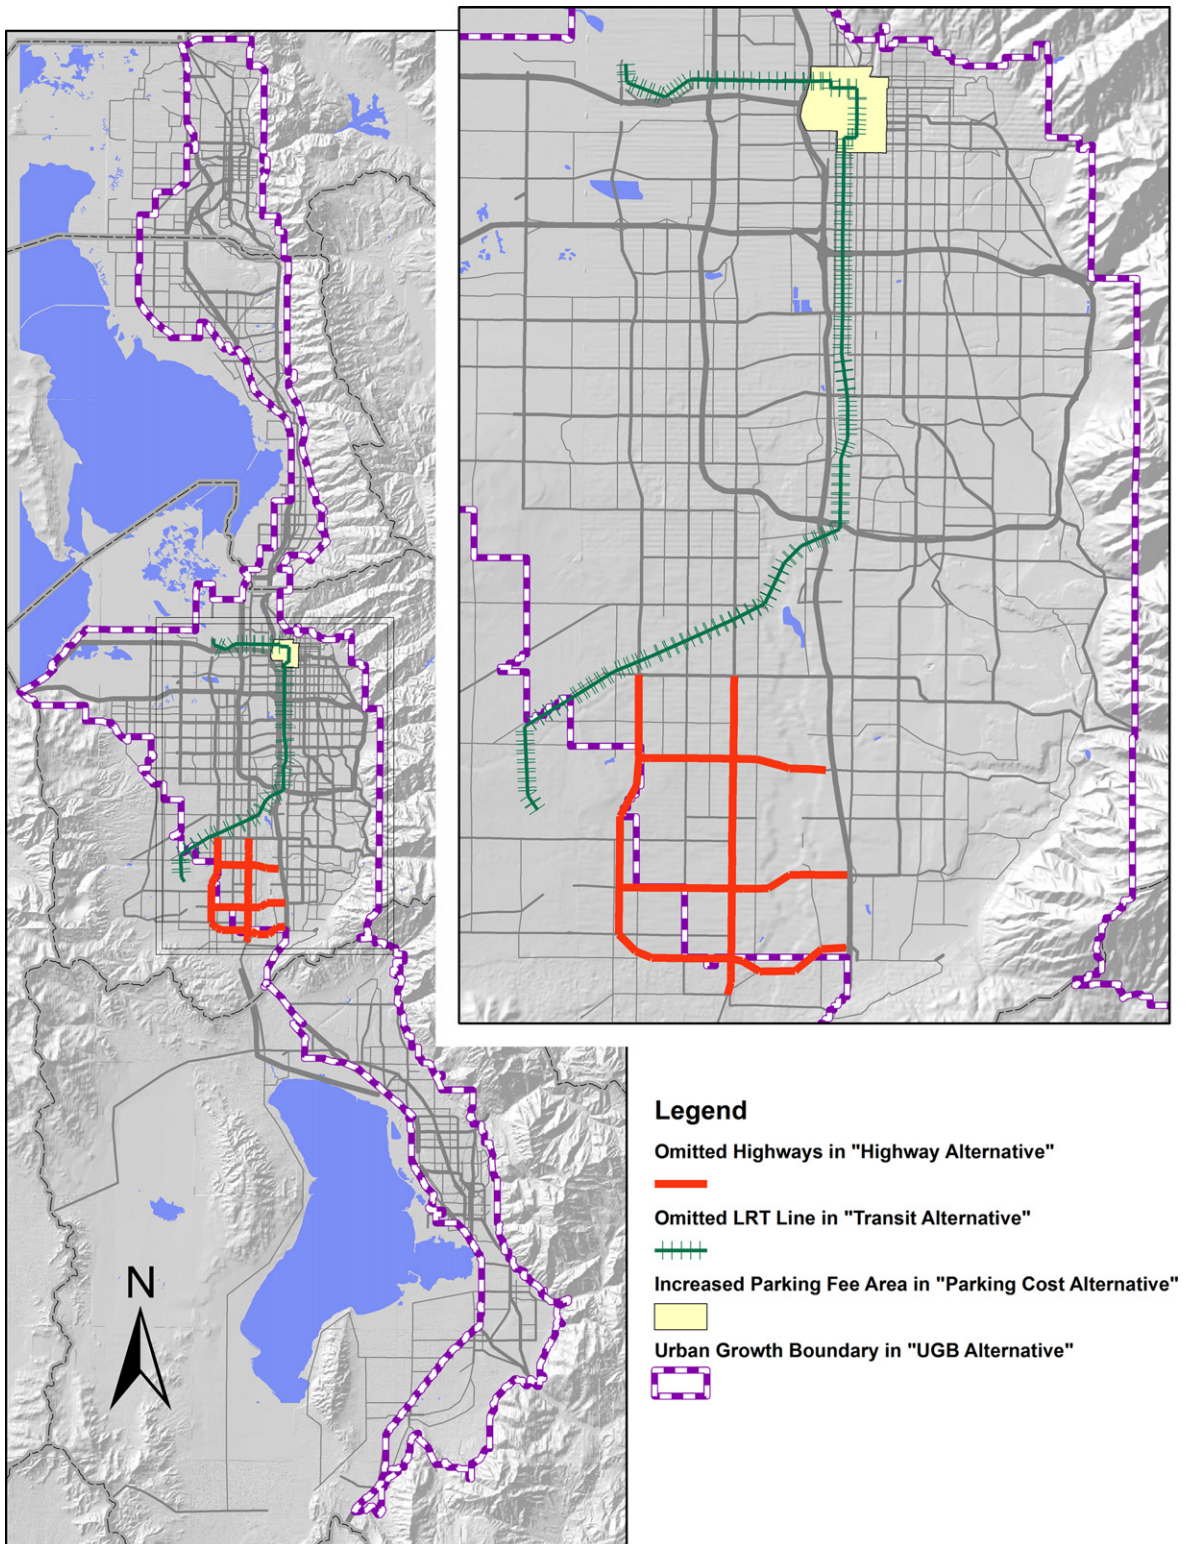 Legend
Omitted Highways in "Highway Alternative"
Omitted LRT Line in "Transit Alternative"
Increased Parking Fee Area in "Parking Cost Alternative"
Urban Growth Boundary in "UGB Alternative"
N